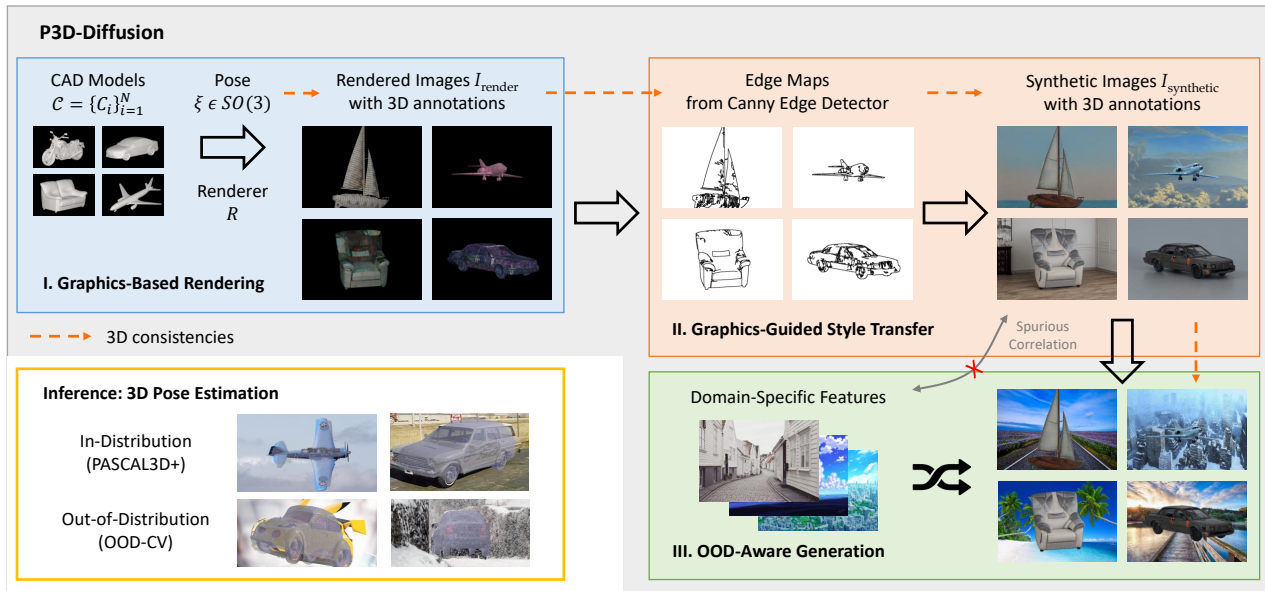 P3D-Diffusion
CAD Models
𝒞 = {C_i}_{i=1}^N
Pose
ξ ϵ SO(3)
Renderer
R
Rendered Images I_render
with 3D annotations
I. Graphics-Based Rendering
Edge Maps
from Canny Edge Detector
Synthetic Images I_synthetic
with 3D annotations
II. Graphics-Guided Style Transfer
Spurious
Correlation
3D consistencies
Inference: 3D Pose Estimation
In-Distribution
(PASCAL3D+)
Out-of-Distribution
(OOD-CV)
Domain-Specific Features
III. OOD-Aware Generation